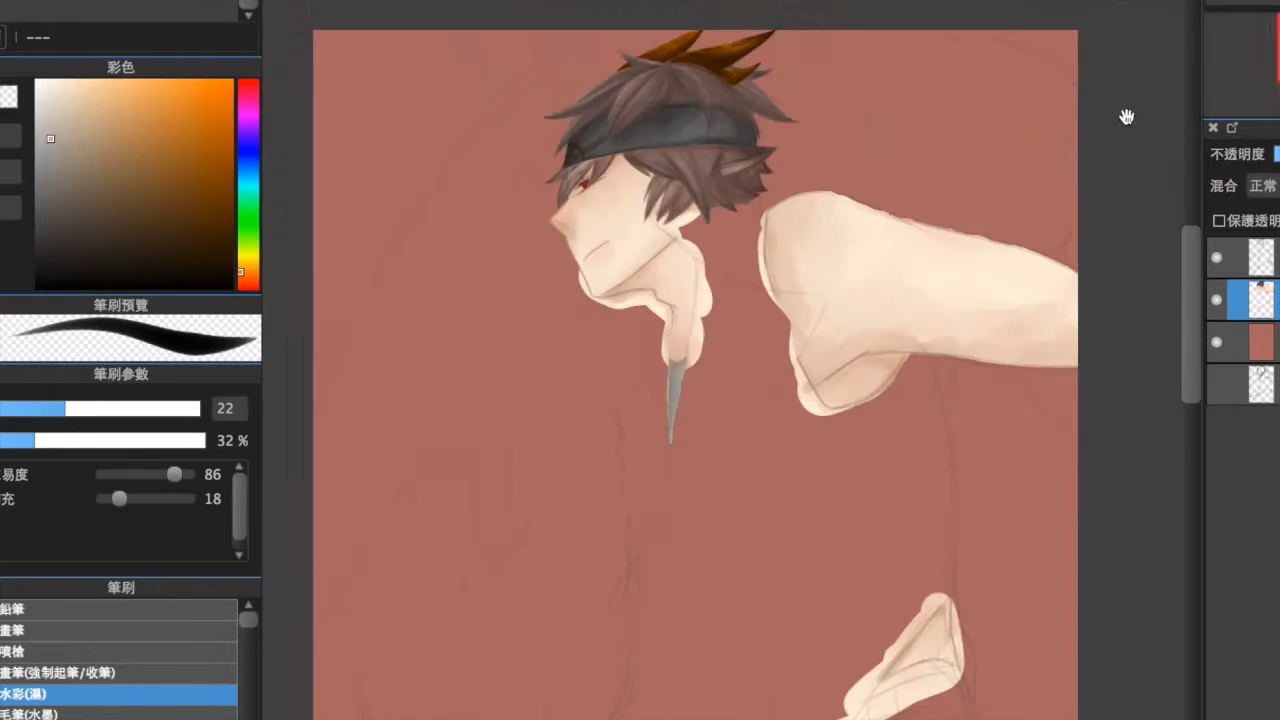 ---
彩色
筆刷預覽
筆刷參數
22
32 %
易度 86
充 18
筆刷
鉛筆
畫筆
噴槍
畫筆(強制起筆/收筆)
水彩(濕)
毛筆(水墨)
不透明度
混合 正常
保護透明